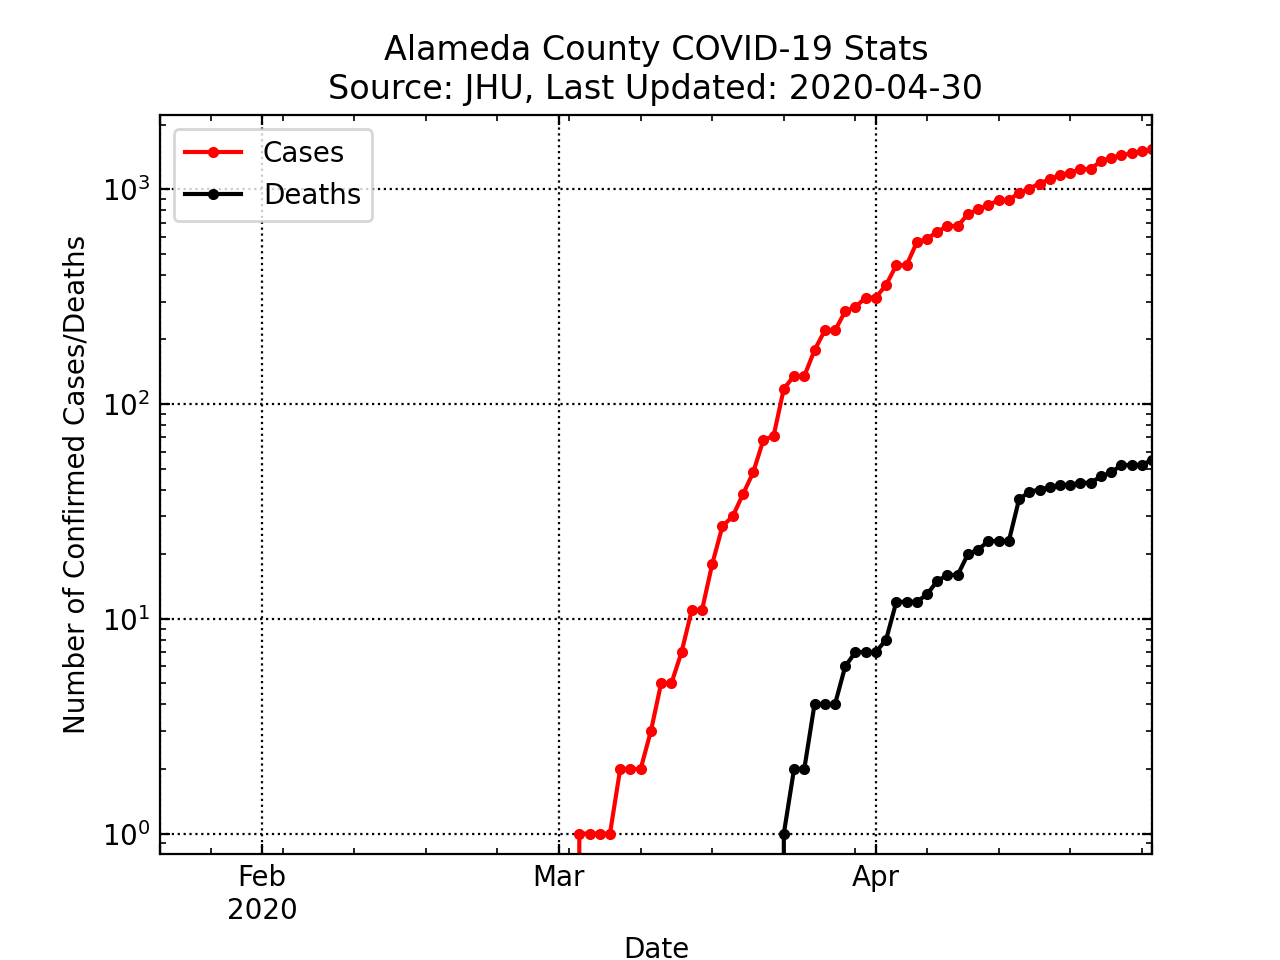 Alameda County COVID-19 Stats
Source: JHU, Last Updated: 2020-04-30
Cases
Deaths
10³
10²
10¹
10⁰
Number of Confirmed Cases/Deaths
Feb
2020
Mar
Apr
Date